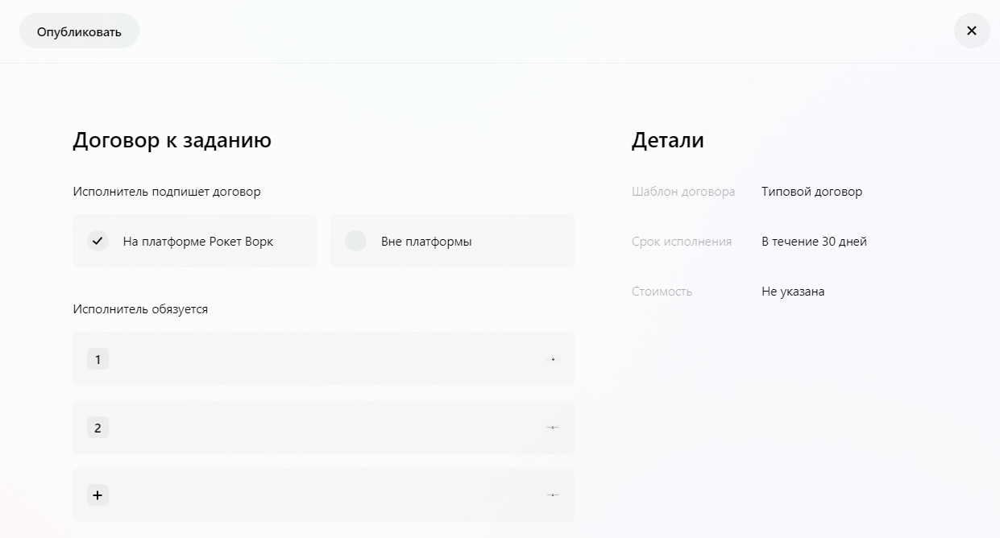 Опубликовать
Договор к заданию
Исполнитель подпишет договор
На платформе Рокет Ворк
Вне платформы
Исполнитель обязуется
1
2
+
Детали
Шаблон договора Типовой договор
Срок исполнения В течение 30 дней
Стоимость Не указана